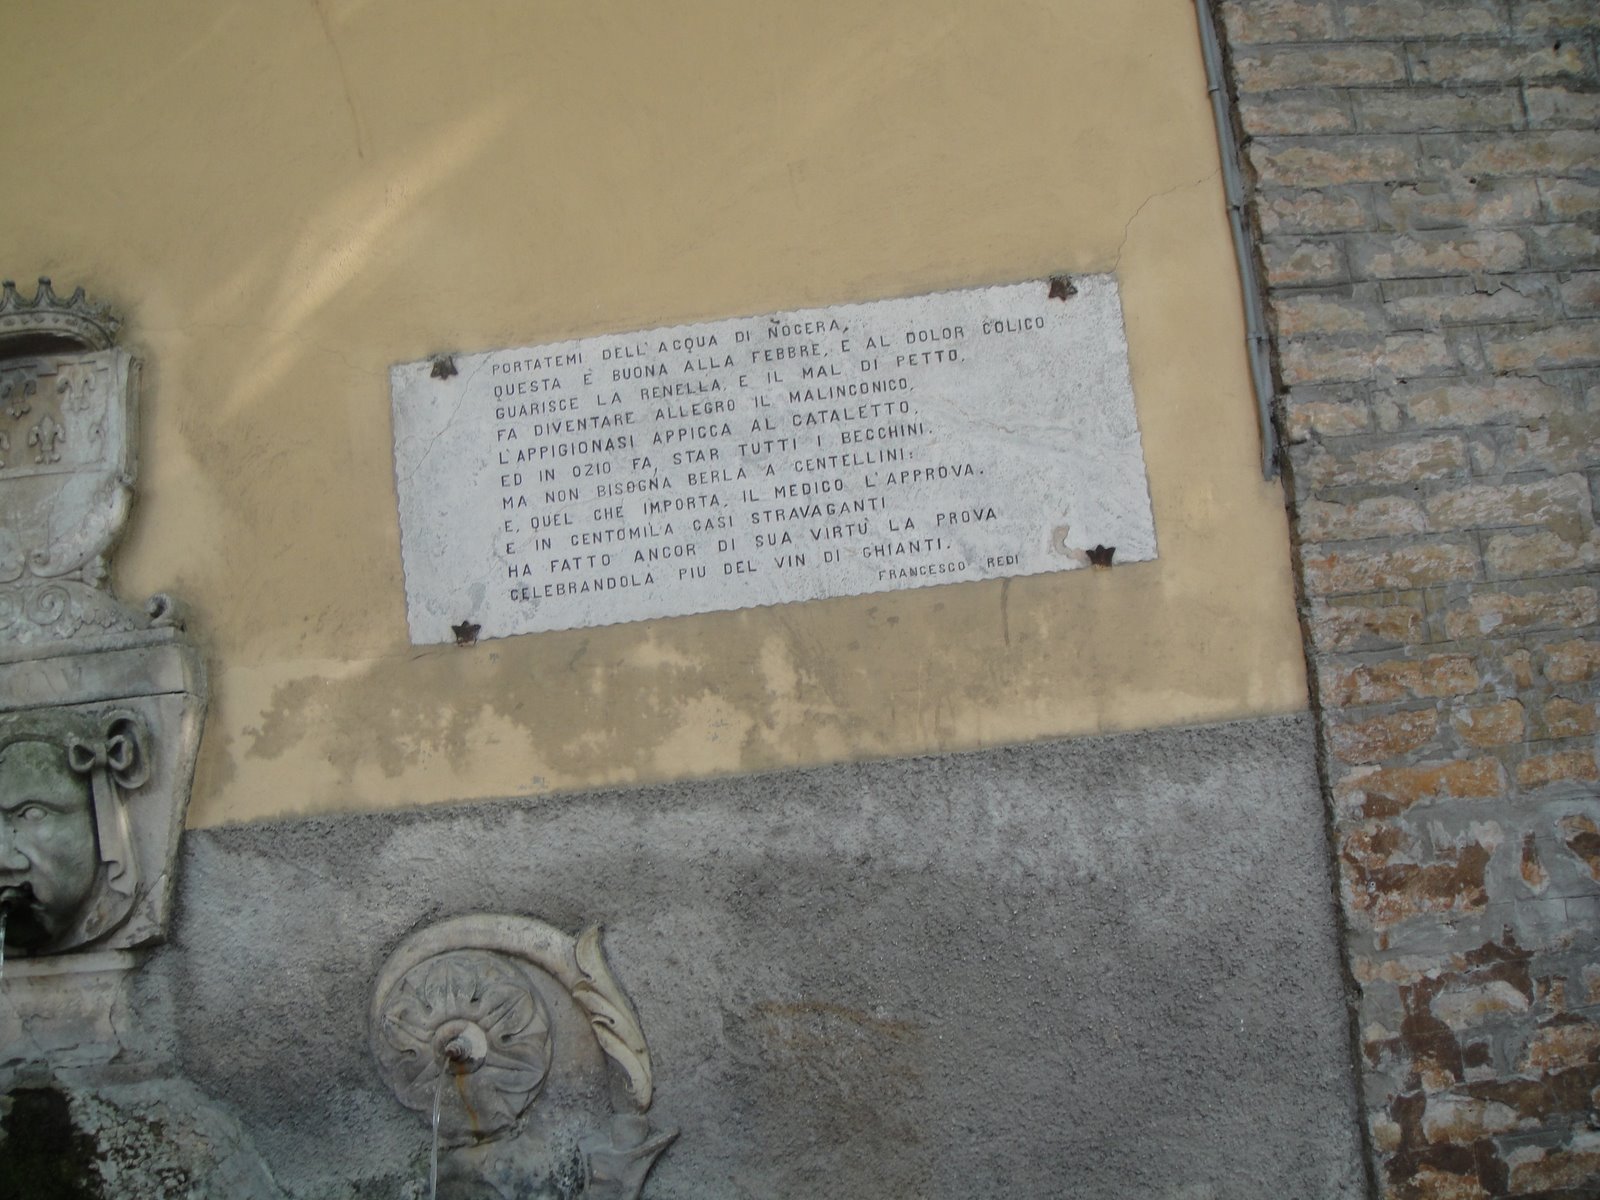 PORTATEMI DELL'ACQUA DI NOCERA,
QUESTA È BUONA ALLA FEBBRE, E AL DOLOR COLICO
GUARISCE LA RENELLA, E IL MAL DI PETTO,
FA DIVENTARE ALLEGRO IL MALINCONICO,
L'APPIGIONASI APPICCA AL CATALETTO,
ED IN OZIO FA, STAR TUTTI I BECCHINI.
MA NON BISOGNA BERLA A CENTELLINI:
E, QUEL CHE IMPORTA, IL MEDICO L'APPROVA.
E IN CENTOMILA CASI STRAVAGANTI
HA FATTO ANCOR DI SUA VIRTÙ LA PROVA
CELEBRANDOLA PIU DEL VIN DI CHIANTI.
FRANCESCO REDI